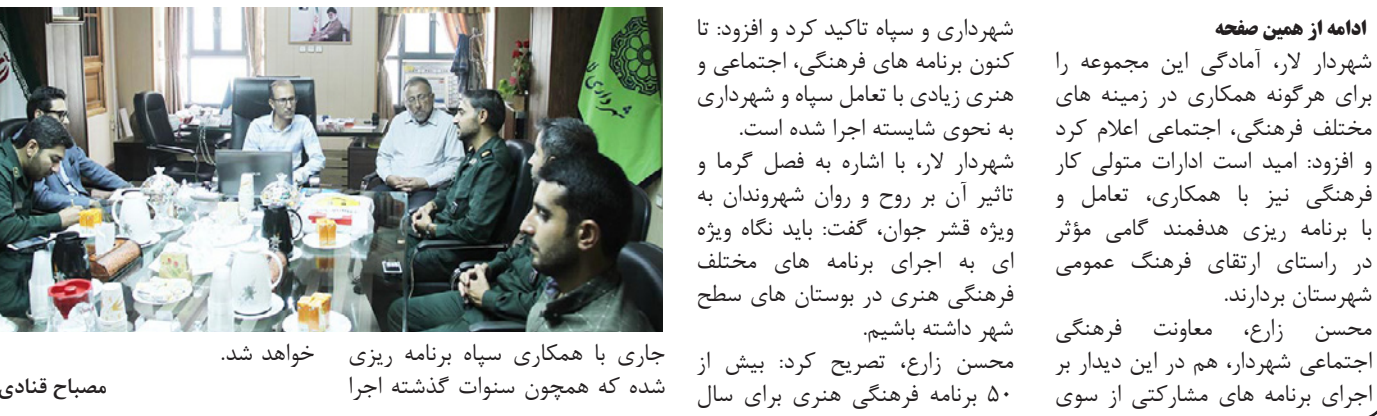 ادامه از همین صفحه
شهردار لار، آمادگی این مجموعه را
برای هرگونه همکاری در زمینه های
مختلف فرهنگی، اجتماعی اعلام کرد
و افزود: امید است ادارات متولی کار
فرهنگی نیز با همکاری، تعامل و
با برنامه ریزی هدفمند گامی مؤثر
در راستای ارتقای فرهنگ عمومی
شهرستان بردارند.
محسن زارع، معاونت فرهنگی
اجتماعی شهردار، هم در این دیدار بر
اجرای برنامه های مشارکتی از سوی
شهرداری و سپاه تاکید کرد و افزود: تا
کنون برنامه های فرهنگی، اجتماعی و
هنری زیادی با تعامل سپاه و شهرداری
به نحوی شایسته اجرا شده است.
شهردار لار، با اشاره به فصل گرما و
تاثیر آن بر روح و روان شهروندان به
ویژه قشر جوان، گفت: باید نگاه ویژه
ای به اجرای برنامه های مختلف
فرهنگی هنری در بوستان های سطح
شهر داشته باشیم.
محسن زارع، تصریح کرد: بیش از
۵۰ برنامه فرهنگی هنری برای سال
شهرداری لار
جاری با همکاری سپاه برنامه ریزی
شده که همچون سنوات گذشته اجرا
خواهد شد.
مصباح قنادی